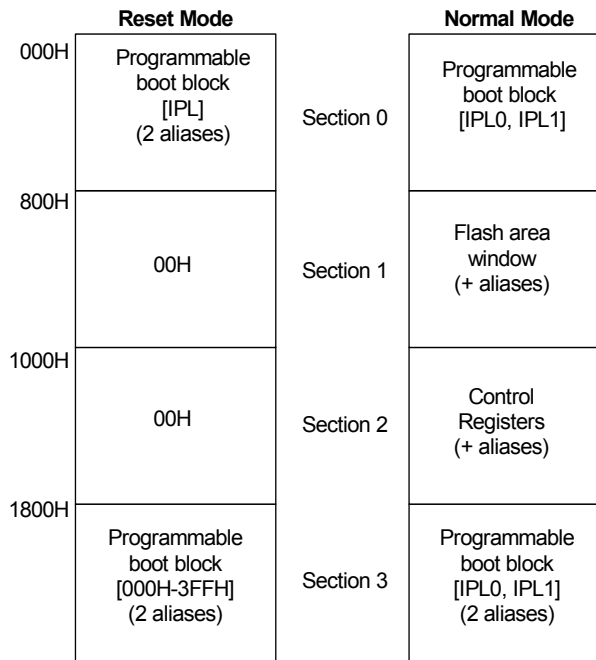 Reset Mode
Normal Mode
000H
Programmable
boot block
[IPL]
(2 aliases)
Section 0
Programmable
boot block
[IPL0, IPL1]
800H
00H
Section 1
Flash area
window
(+ aliases)
1000H
00H
Section 2
Control
Registers
(+ aliases)
1800H
Programmable
boot block
[000H-3FFH]
(2 aliases)
Section 3
Programmable
boot block
[IPL0, IPL1]
(2 aliases)